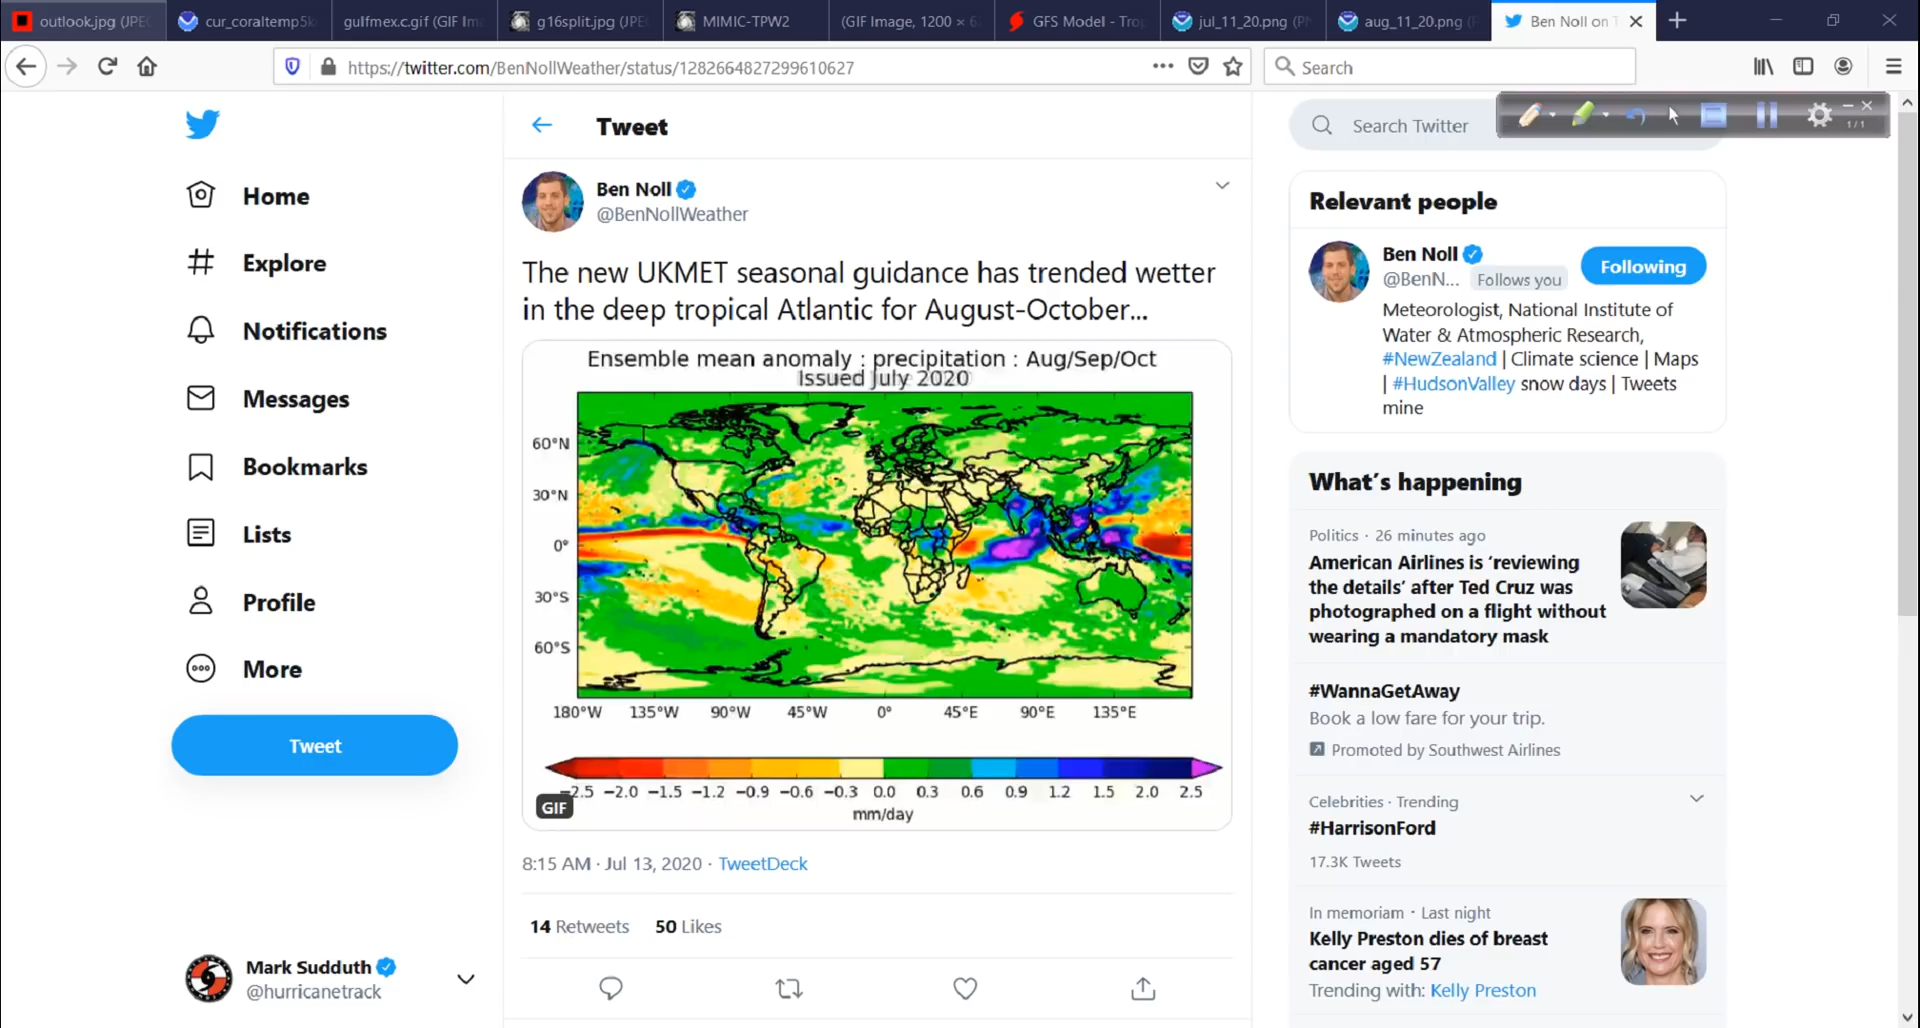 outlook.jpg (JPE
cur_coraltemp5k
gulfmex.c.gif (GIF Im
g16split.jpg (JPE
MIMIC-TPW2
(GIF Image, 1200 × 6
GFS Model - Tro
jul_11_20.png (P
aug_11_20.png (
Ben Noll on T
https://twitter.com/BenNollWeather/status/1282664827299610627
Search
Tweet
Search Twitter
1/1
Home
Explore
Notifications
Messages
Bookmarks
Lists
Profile
More
Tweet
Mark Sudduth
@hurricanetrack
Ben Noll
@BenNollWeather
The new UKMET seasonal guidance has trended wetter
in the deep tropical Atlantic for August-October...
Ensemble mean anomaly : precipitation : Aug/Sep/Oct
Issued July 2020
60°N
30°N
0°
30°S
60°S
180°W 135°W 90°W 45°W 0° 45°E 90°E 135°E
−2.5 −2.0 −1.5 −1.2 −0.9 −0.6 −0.3 0.0 0.3 0.6 0.9 1.2 1.5 2.0 2.5
GIF
mm/day
8:15 AM · Jul 13, 2020 · TweetDeck
14 Retweets 50 Likes
Relevant people
Ben Noll
@BenN... Follows you
Following
Meteorologist, National Institute of
Water & Atmospheric Research,
#NewZealand | Climate science | Maps
| #HudsonValley snow days | Tweets
mine
What's happening
Politics · 26 minutes ago
American Airlines is ‘reviewing
the details’ after Ted Cruz was
photographed on a flight without
wearing a mandatory mask
#WannaGetAway
Book a low fare for your trip.
Promoted by Southwest Airlines
Celebrities · Trending
#HarrisonFord
17.3K Tweets
In memoriam · Last night
Kelly Preston dies of breast
cancer aged 57
Trending with: Kelly Preston